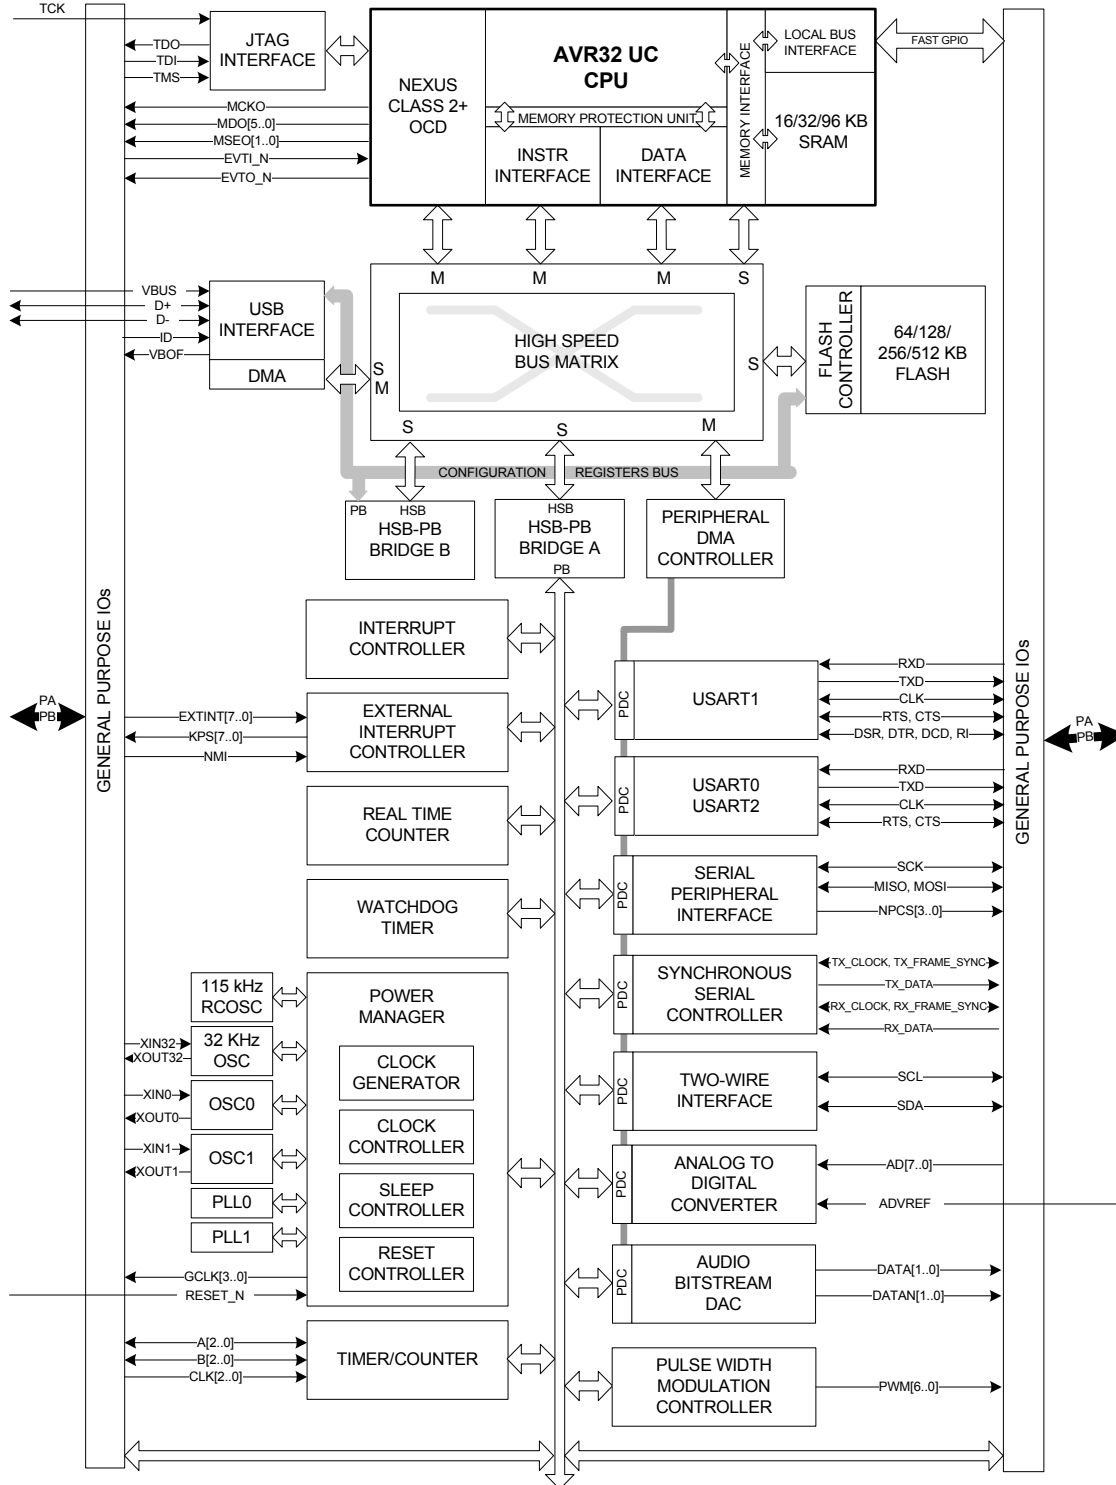 TCK
TDO
TDI
TMS
JTAG
INTERFACE
MCKO
MDO[5..0]
MSEO[1..0]
EVTI_N
EVTO_N
NEXUS
CLASS 2+
OCD
AVR32 UC
CPU
MEMORY PROTECTION UNIT
INSTR
INTERFACE
DATA
INTERFACE
MEMORY INTERFACE
LOCAL BUS
INTERFACE
16/32/96 KB
SRAM
FAST GPIO
M
M
M
S
VBUS
D+
D-
ID
VBOF
USB
INTERFACE
DMA
S
M
HIGH SPEED
BUS MATRIX
S
FLASH
CONTROLLER
64/128/
256/512 KB
FLASH
S
S
M
CONFIGURATION
REGISTERS BUS
PB
HSB
HSB-PB
BRIDGE B
HSB
HSB-PB
BRIDGE A
PB
PERIPHERAL
DMA
CONTROLLER
GENERAL PURPOSE IOs
PA
PB
INTERRUPT
CONTROLLER
EXTINT[7..0]
KPS[7..0]
NMI
EXTERNAL
INTERRUPT
CONTROLLER
REAL TIME
COUNTER
WATCHDOG
TIMER
115 kHz
RCOSC
XIN32
XOUT32
32 KHz
OSC
XIN0
XOUT0
OSC0
XIN1
XOUT1
OSC1
PLL0
PLL1
GCLK[3..0]
RESET_N
POWER
MANAGER
CLOCK
GENERATOR
CLOCK
CONTROLLER
SLEEP
CONTROLLER
RESET
CONTROLLER
A[2..0]
B[2..0]
CLK[2..0]
TIMER/COUNTER
PDC
USART1
RXD
TXD
CLK
RTS, CTS
DSR, DTR, DCD, RI
PDC
USART0
USART2
RXD
TXD
CLK
RTS, CTS
PDC
SERIAL
PERIPHERAL
INTERFACE
SCK
MISO, MOSI
NPCS[3..0]
PDC
SYNCHRONOUS
SERIAL
CONTROLLER
TX_CLOCK, TX_FRAME_SYNC
TX_DATA
RX_CLOCK, RX_FRAME_SYNC
RX_DATA
PDC
TWO-WIRE
INTERFACE
SCL
SDA
PDC
ANALOG TO
DIGITAL
CONVERTER
AD[7..0]
ADVREF
PDC
AUDIO
BITSTREAM
DAC
DATA[1..0]
DATAN[1..0]
PULSE WIDTH
MODULATION
CONTROLLER
PWM[6..0]
GENERAL PURPOSE IOs
PA
PB